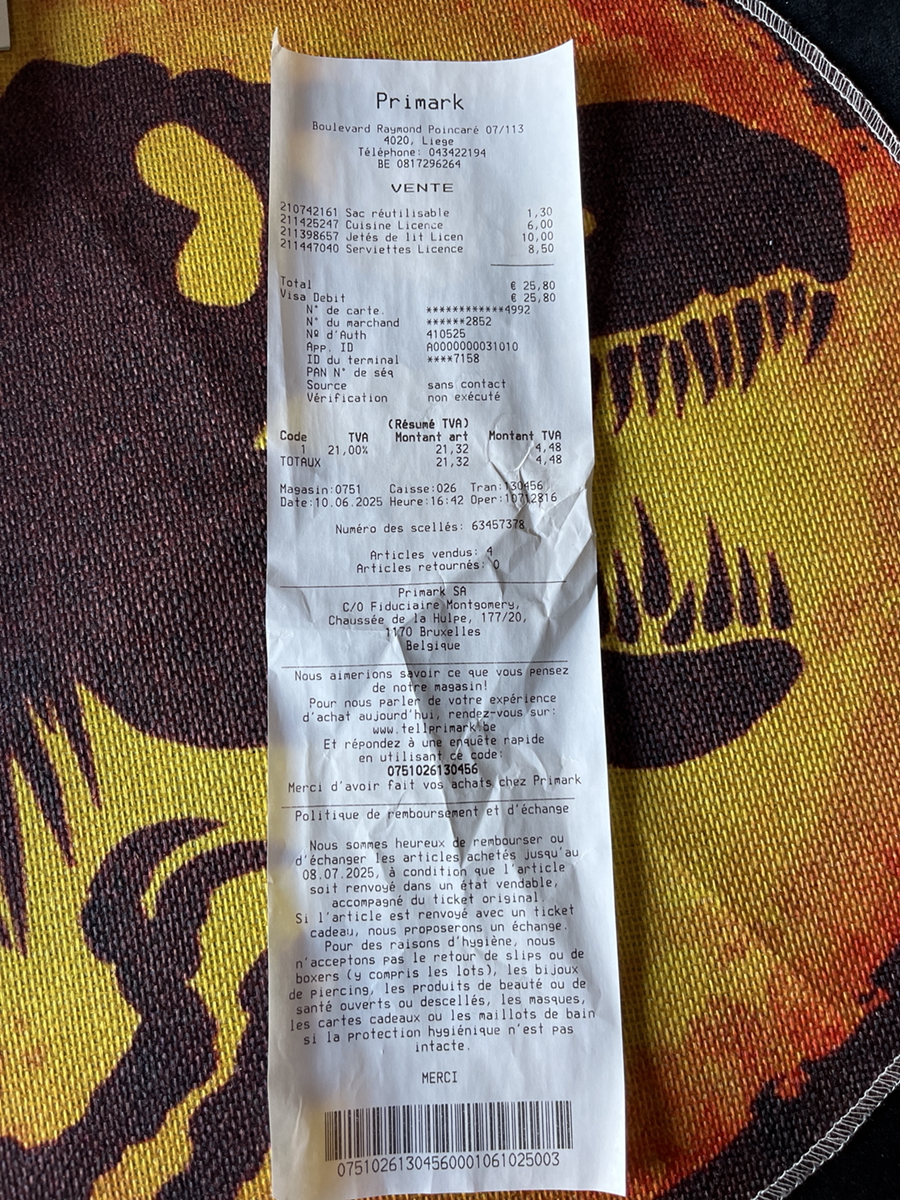 Primark
Boulevard Raymond Poincaré 07/113
4020, Liege
Téléphone: 043422194
BE 0817296264
VENTE
210742161 Sac réutilisable 1,30
211425247 Cuisine Licence 6,00
211398657 Jetés de lit Licen 10,00
211447040 Serviettes Licence 8,50
Total € 25,80
Visa Debit € 25,80
N° de carte. ************4992
N° du marchand ******2852
Nº d'Auth 410525
App. ID A0000000031010
ID du terminal ****7158
PAN N° de séq
Source sans contact
Vérification non exécuté
(Résumé TVA)
Code TVA Montant art Montant TVA
1 21,00% 21,32 4,48
TOTAUX 21,32 4,48
Magasin:0751 Caisse:026 Tran:130456
Date:10.06.2025 Heure:16:42 Oper:10712816
Numéro des scellés: 63457378
Articles vendus: 4
Articles retournés: 0
Primark SA
C/O Fiduciaire Montgomery,
Chaussée de la Hulpe, 177/20,
1170 Bruxelles
Belgique
Nous aimerions savoir ce que vous pensez
de notre magasin!
Pour nous parler de votre expérience
d'achat aujourd'hui, rendez-vous sur:
www.tellprimark.be
Et répondez à une enquête rapide
en utilisant ce code:
0751026130456
Merci d'avoir fait vos achats chez Primark
Politique de remboursement et d'échange
Nous sommes heureux de rembourser ou
d'échanger les articles achetés jusqu'au
08.07.2025, à condition que l'article
soit renvoyé dans un état vendable,
accompagné du ticket original.
Si l'article est renvoyé avec un ticket
cadeau, nous proposerons un échange.
Pour des raisons d'hygiène, nous
n'acceptons pas le retour de slips ou de
boxers (y compris les lots), les bijoux
de piercing, les produits de beauté ou de
santé ouverts ou descellés, les masques,
les cartes cadeaux ou les maillots de bain
si la protection hygiénique n'est pas
intacte.
MERCI
07510261304560001061025003